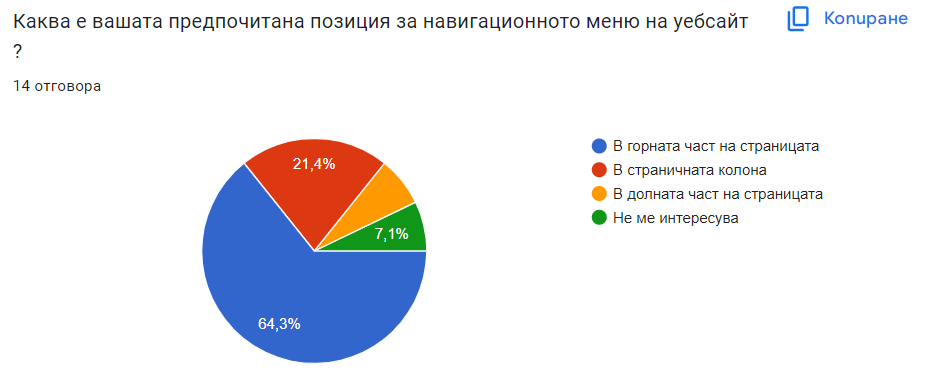 Каква е вашата предпочитана позиция за навигационното меню на уебсайт
?
Копиране
14 отговора
21,4%
7,1%
64,3%
В горната част на страницата
В страничната колона
В долната част на страницата
Не ме интересува